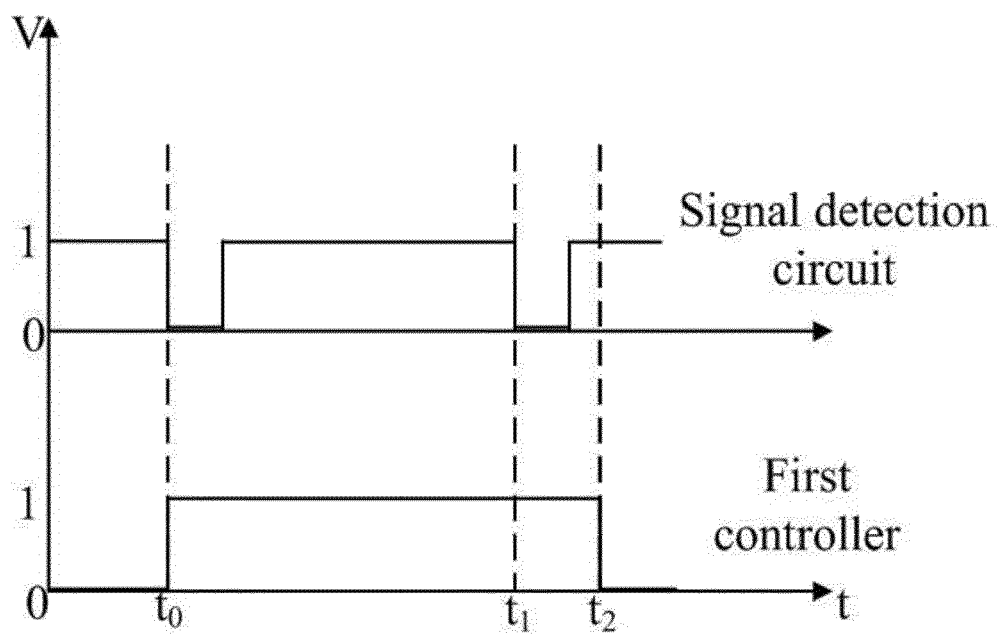 V
1
Signal detection
circuit
0
1
First
controller
0
t₀
t₁
t₂
t